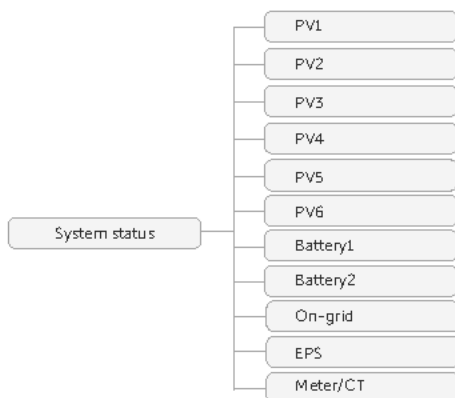 PV1
PV2
PV3
PV4
PV5
PV6
System status
Battery1
Battery2
On-grid
EPS
Meter/CT